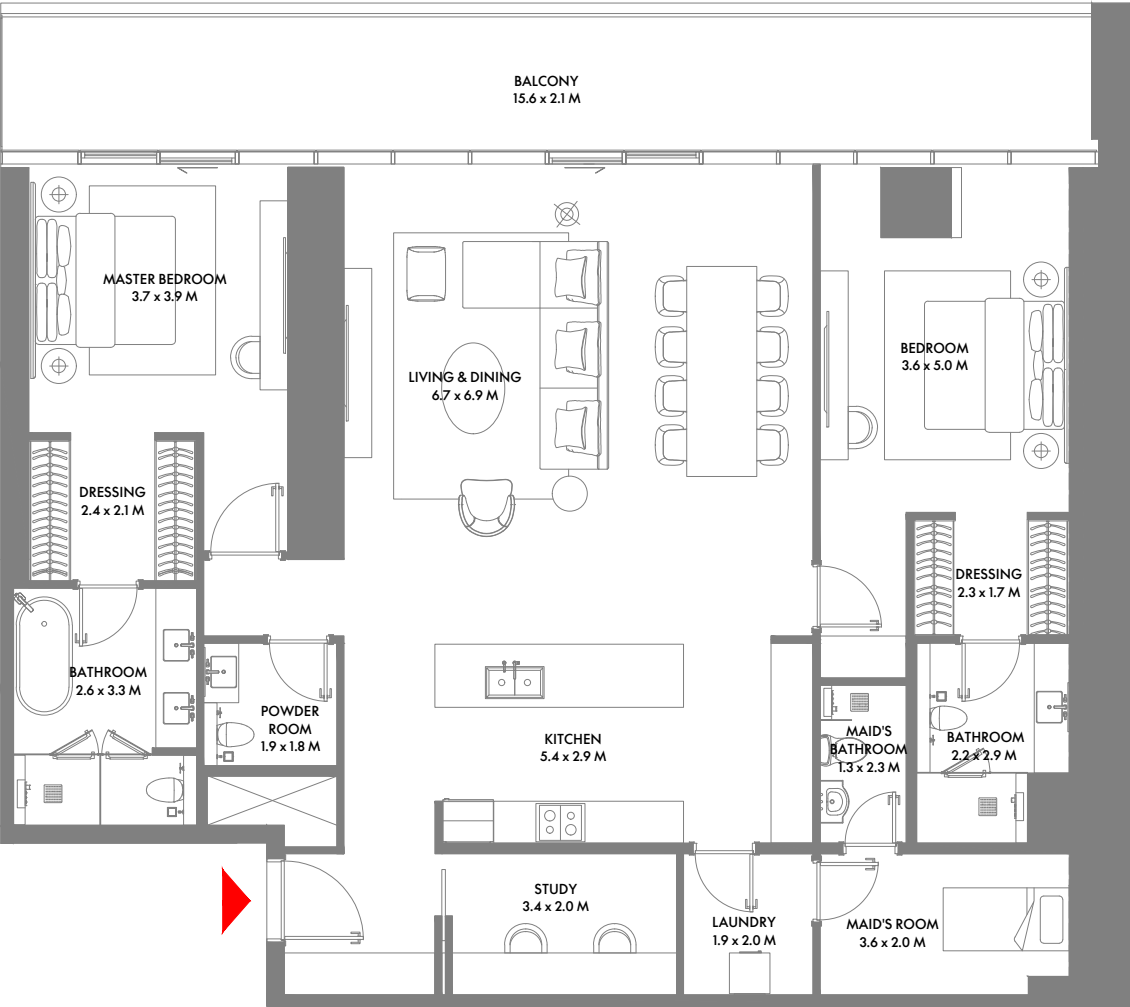 BALCONY
15.6 x 2.1 M
MASTER BEDROOM
3.7 x 3.9 M
LIVING & DINING
6.7 x 6.9 M
BEDROOM
3.6 x 5.0 M
DRESSING
2.4 x 2.1 M
DRESSING
2.3 x 1.7 M
BATHROOM
2.6 x 3.3 M
POWDER
ROOM
1.9 x 1.8 M
KITCHEN
5.4 x 2.9 M
MAID'S
BATHROOM
1.3 x 2.3 M
BATHROOM
2.2 x 2.9 M
STUDY
3.4 x 2.0 M
LAUNDRY
1.9 x 2.0 M
MAID'S ROOM
3.6 x 2.0 M